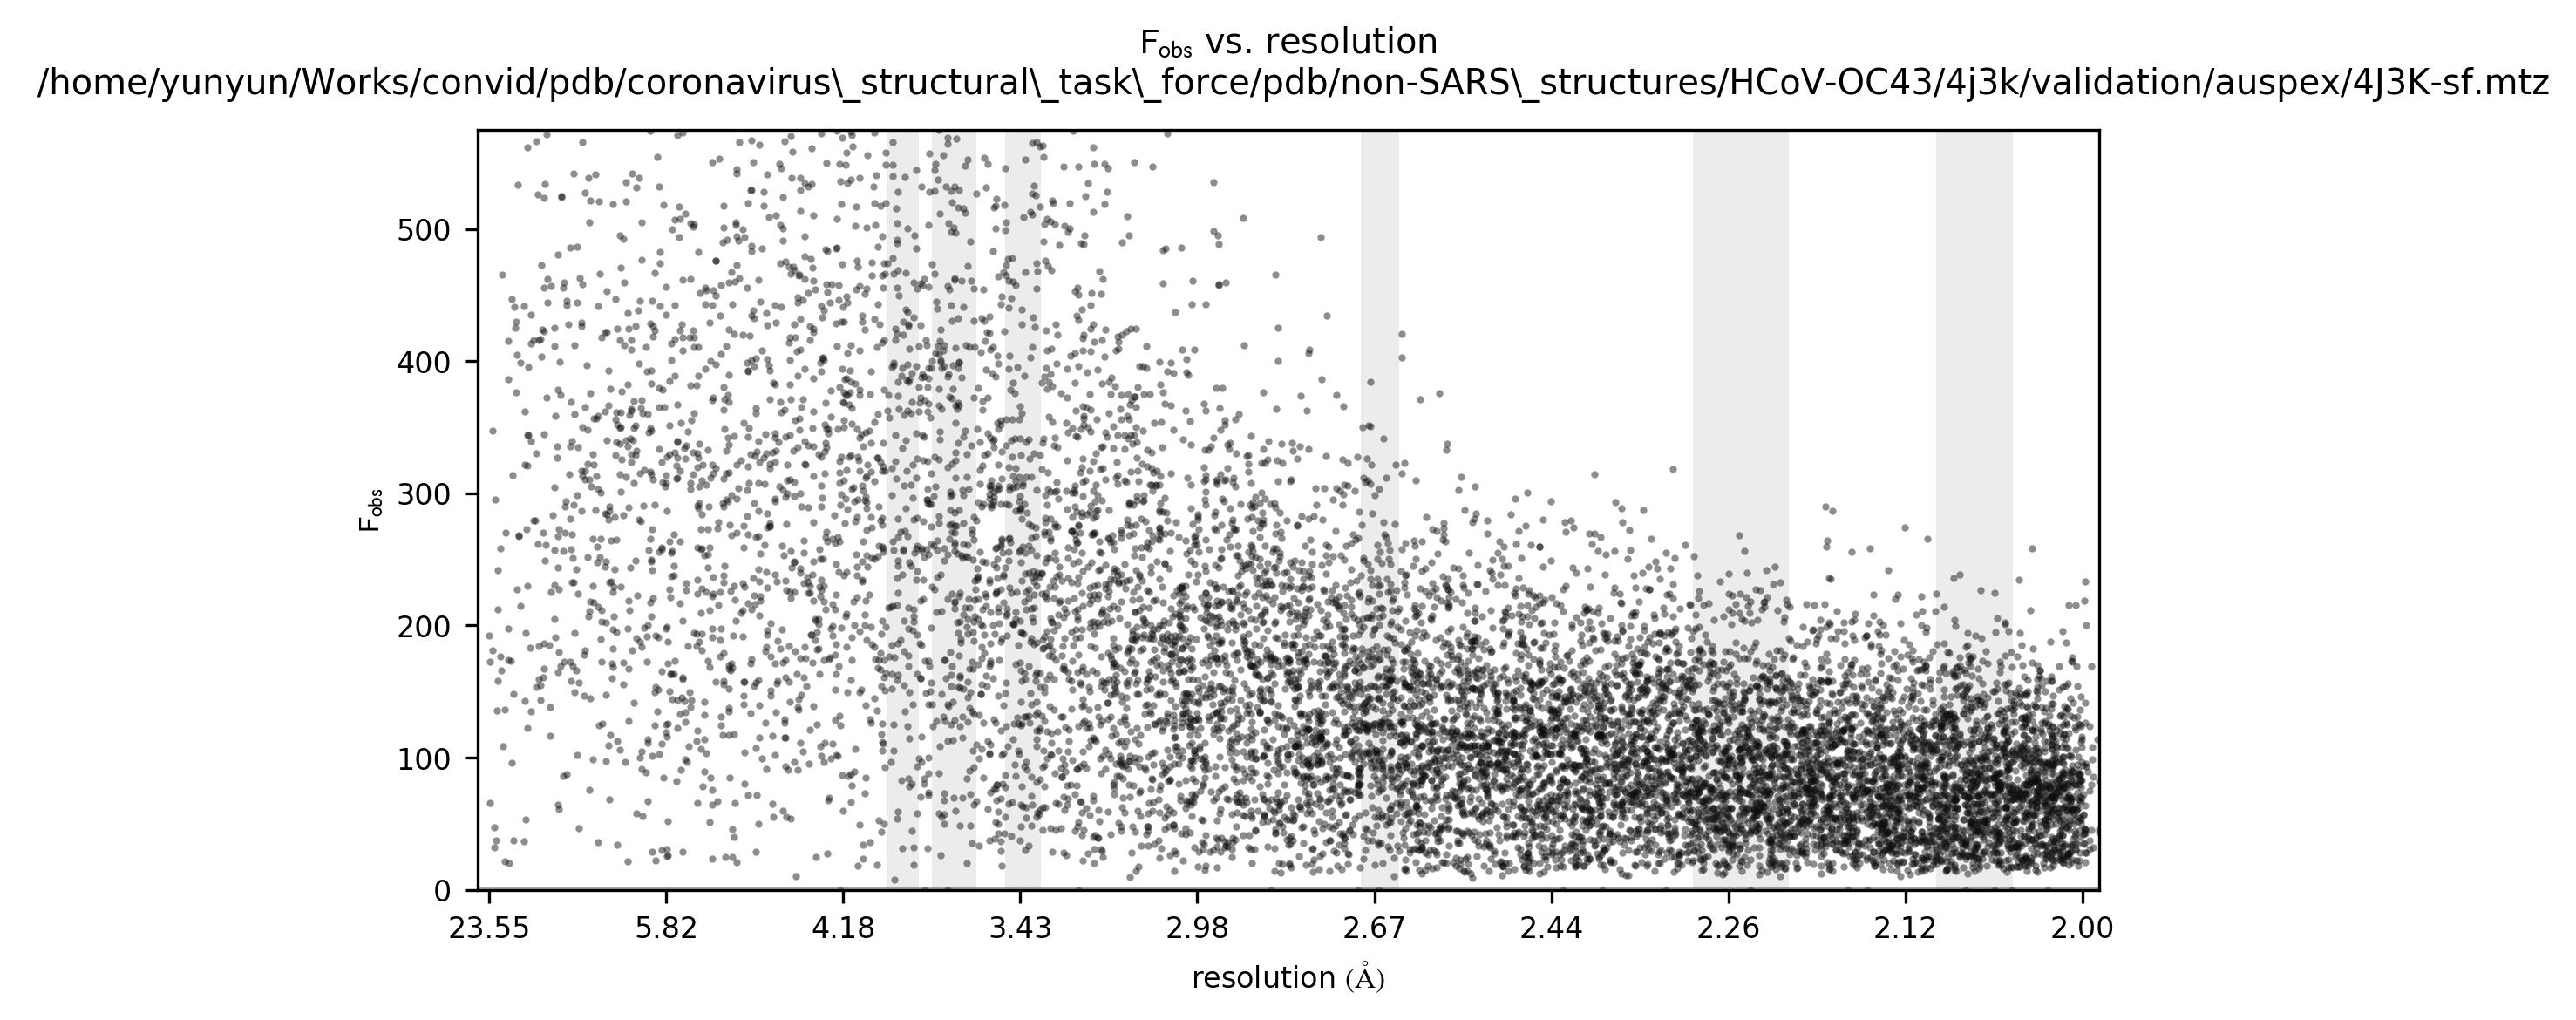 F_obs vs. resolution
/home/yunyun/Works/convid/pdb/coronavirus\_structural\_task\_force/pdb/non-SARS\_structures/HCoV-OC43/4j3k/validation/auspex/4J3K-sf.mtz
500
400
300
200
100
0
F_obs
23.55 5.82 4.18 3.43 2.98 2.67 2.44 2.26 2.12 2.00
resolution (Å)